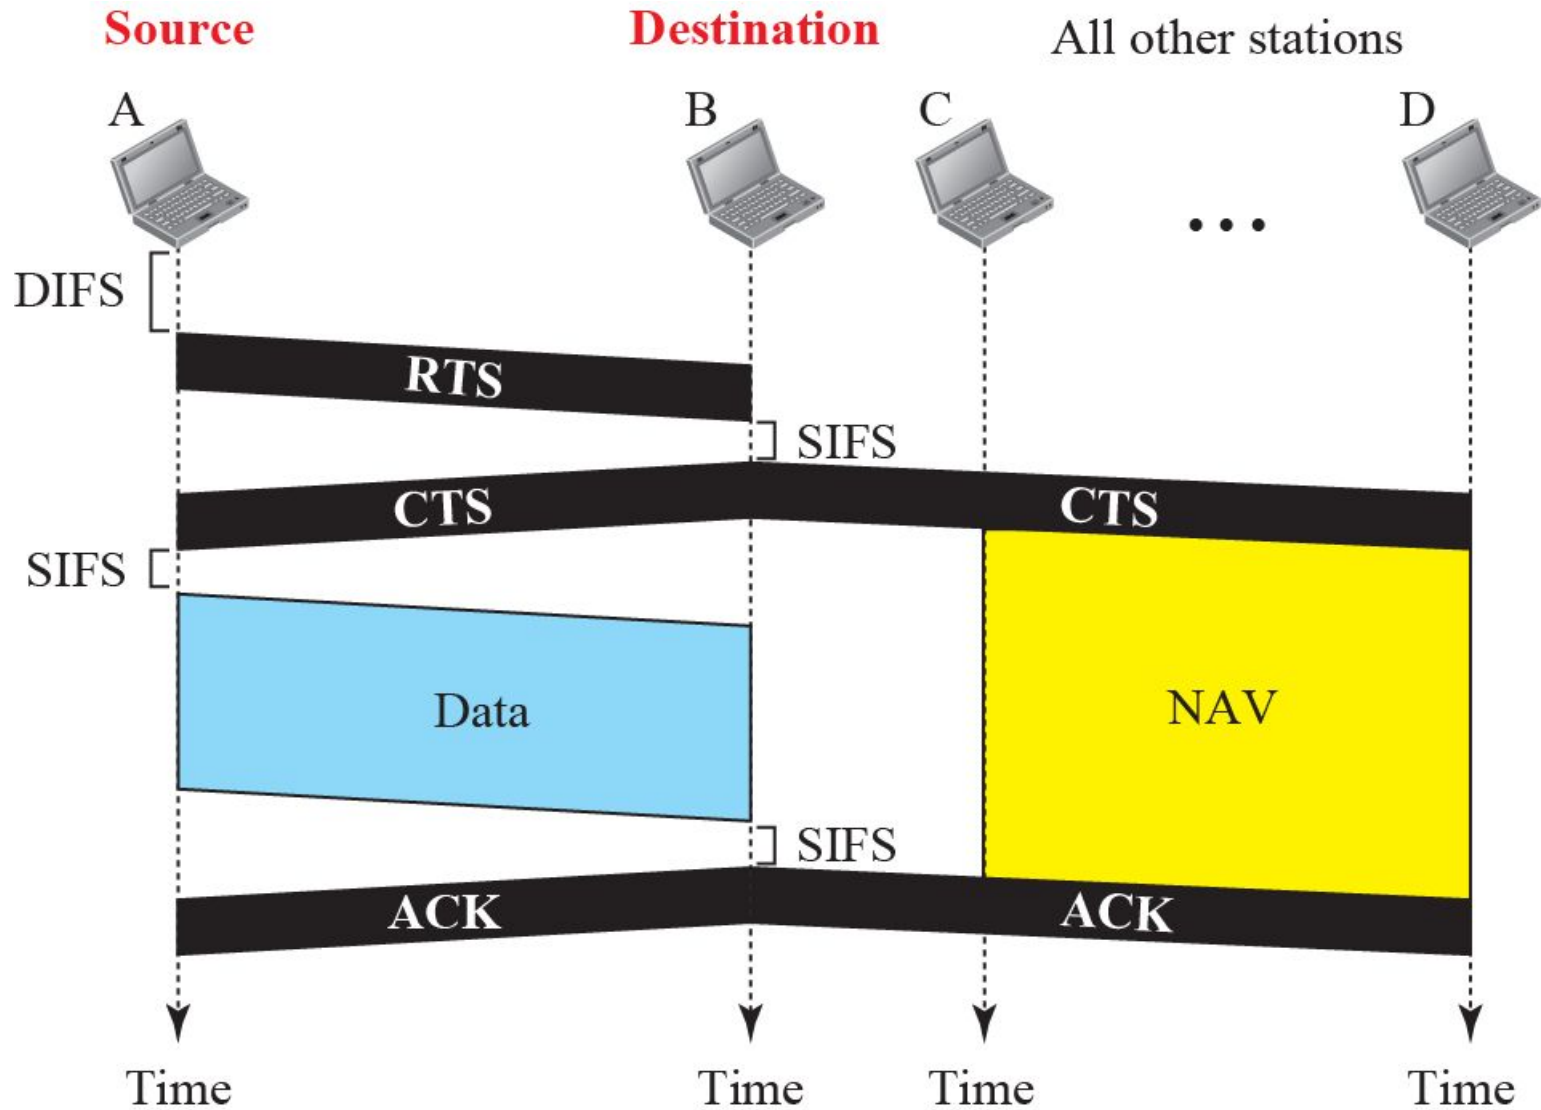 Source
Destination
All other stations
A
B
C
D
...
DIFS
RTS
SIFS
CTS
CTS
SIFS
Data
NAV
SIFS
ACK
ACK
Time
Time
Time
Time